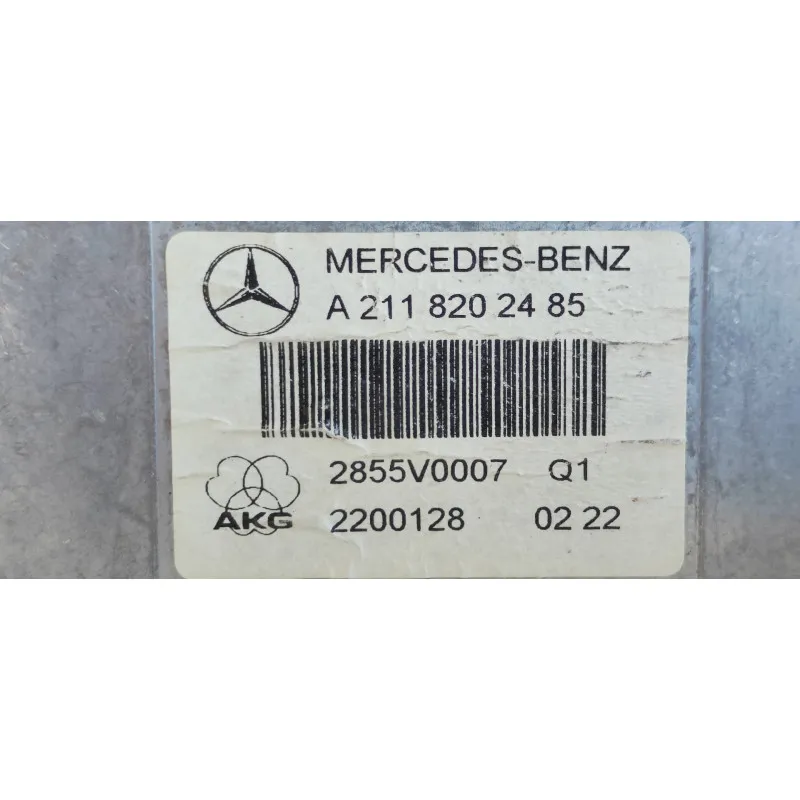 MERCEDES-BENZ
A 211 820 24 85
2855V0007 Q1
AKG 2200128 02 22